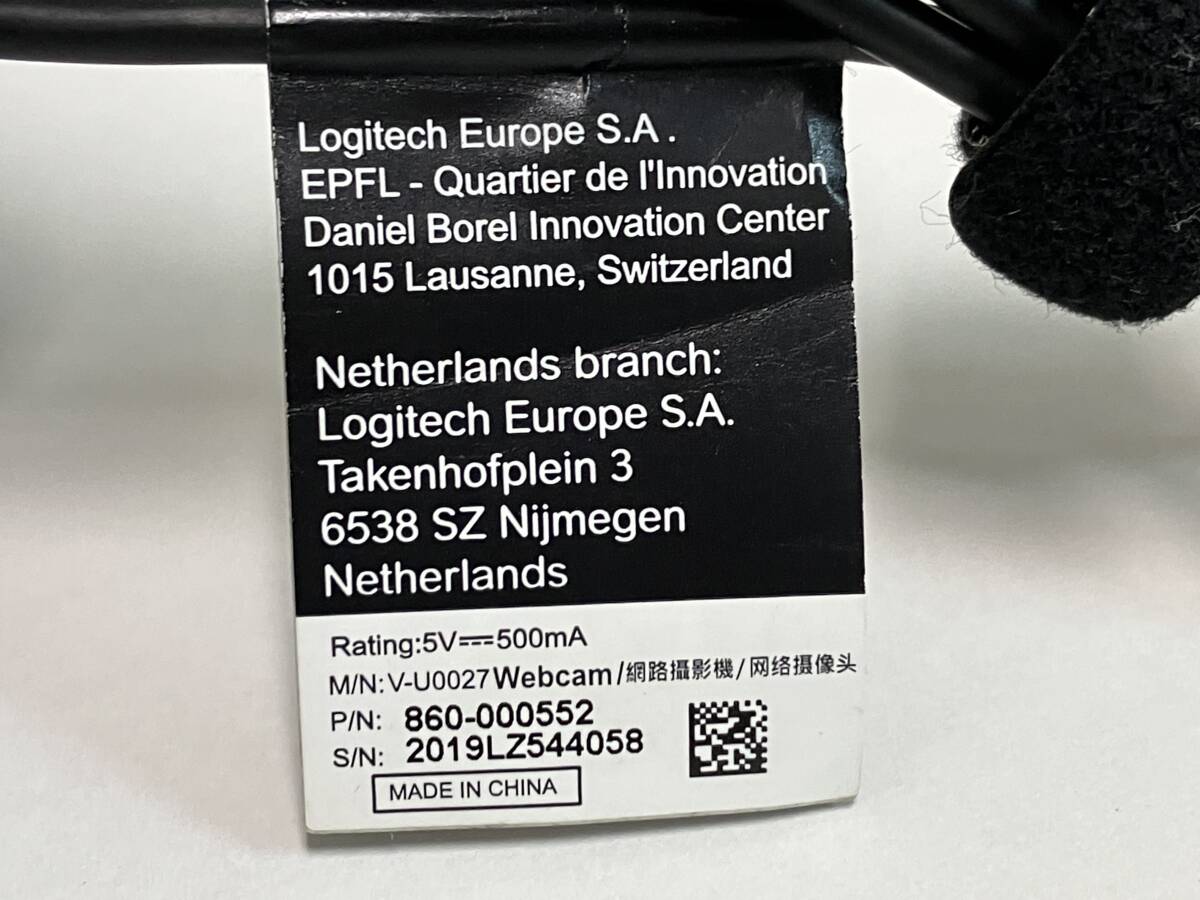 Logitech Europe S.A .
EPFL - Quartier de l'Innovation
Daniel Borel Innovation Center
1015 Lausanne, Switzerland
Netherlands branch:
Logitech Europe S.A.
Takenhofplein 3
6538 SZ Nijmegen
Netherlands
Rating:5V⎓500mA
M/N:V-U0027Webcam/網路攝影機/网络摄像头
P/N: 860-000552
S/N: 2019LZ544058
MADE IN CHINA